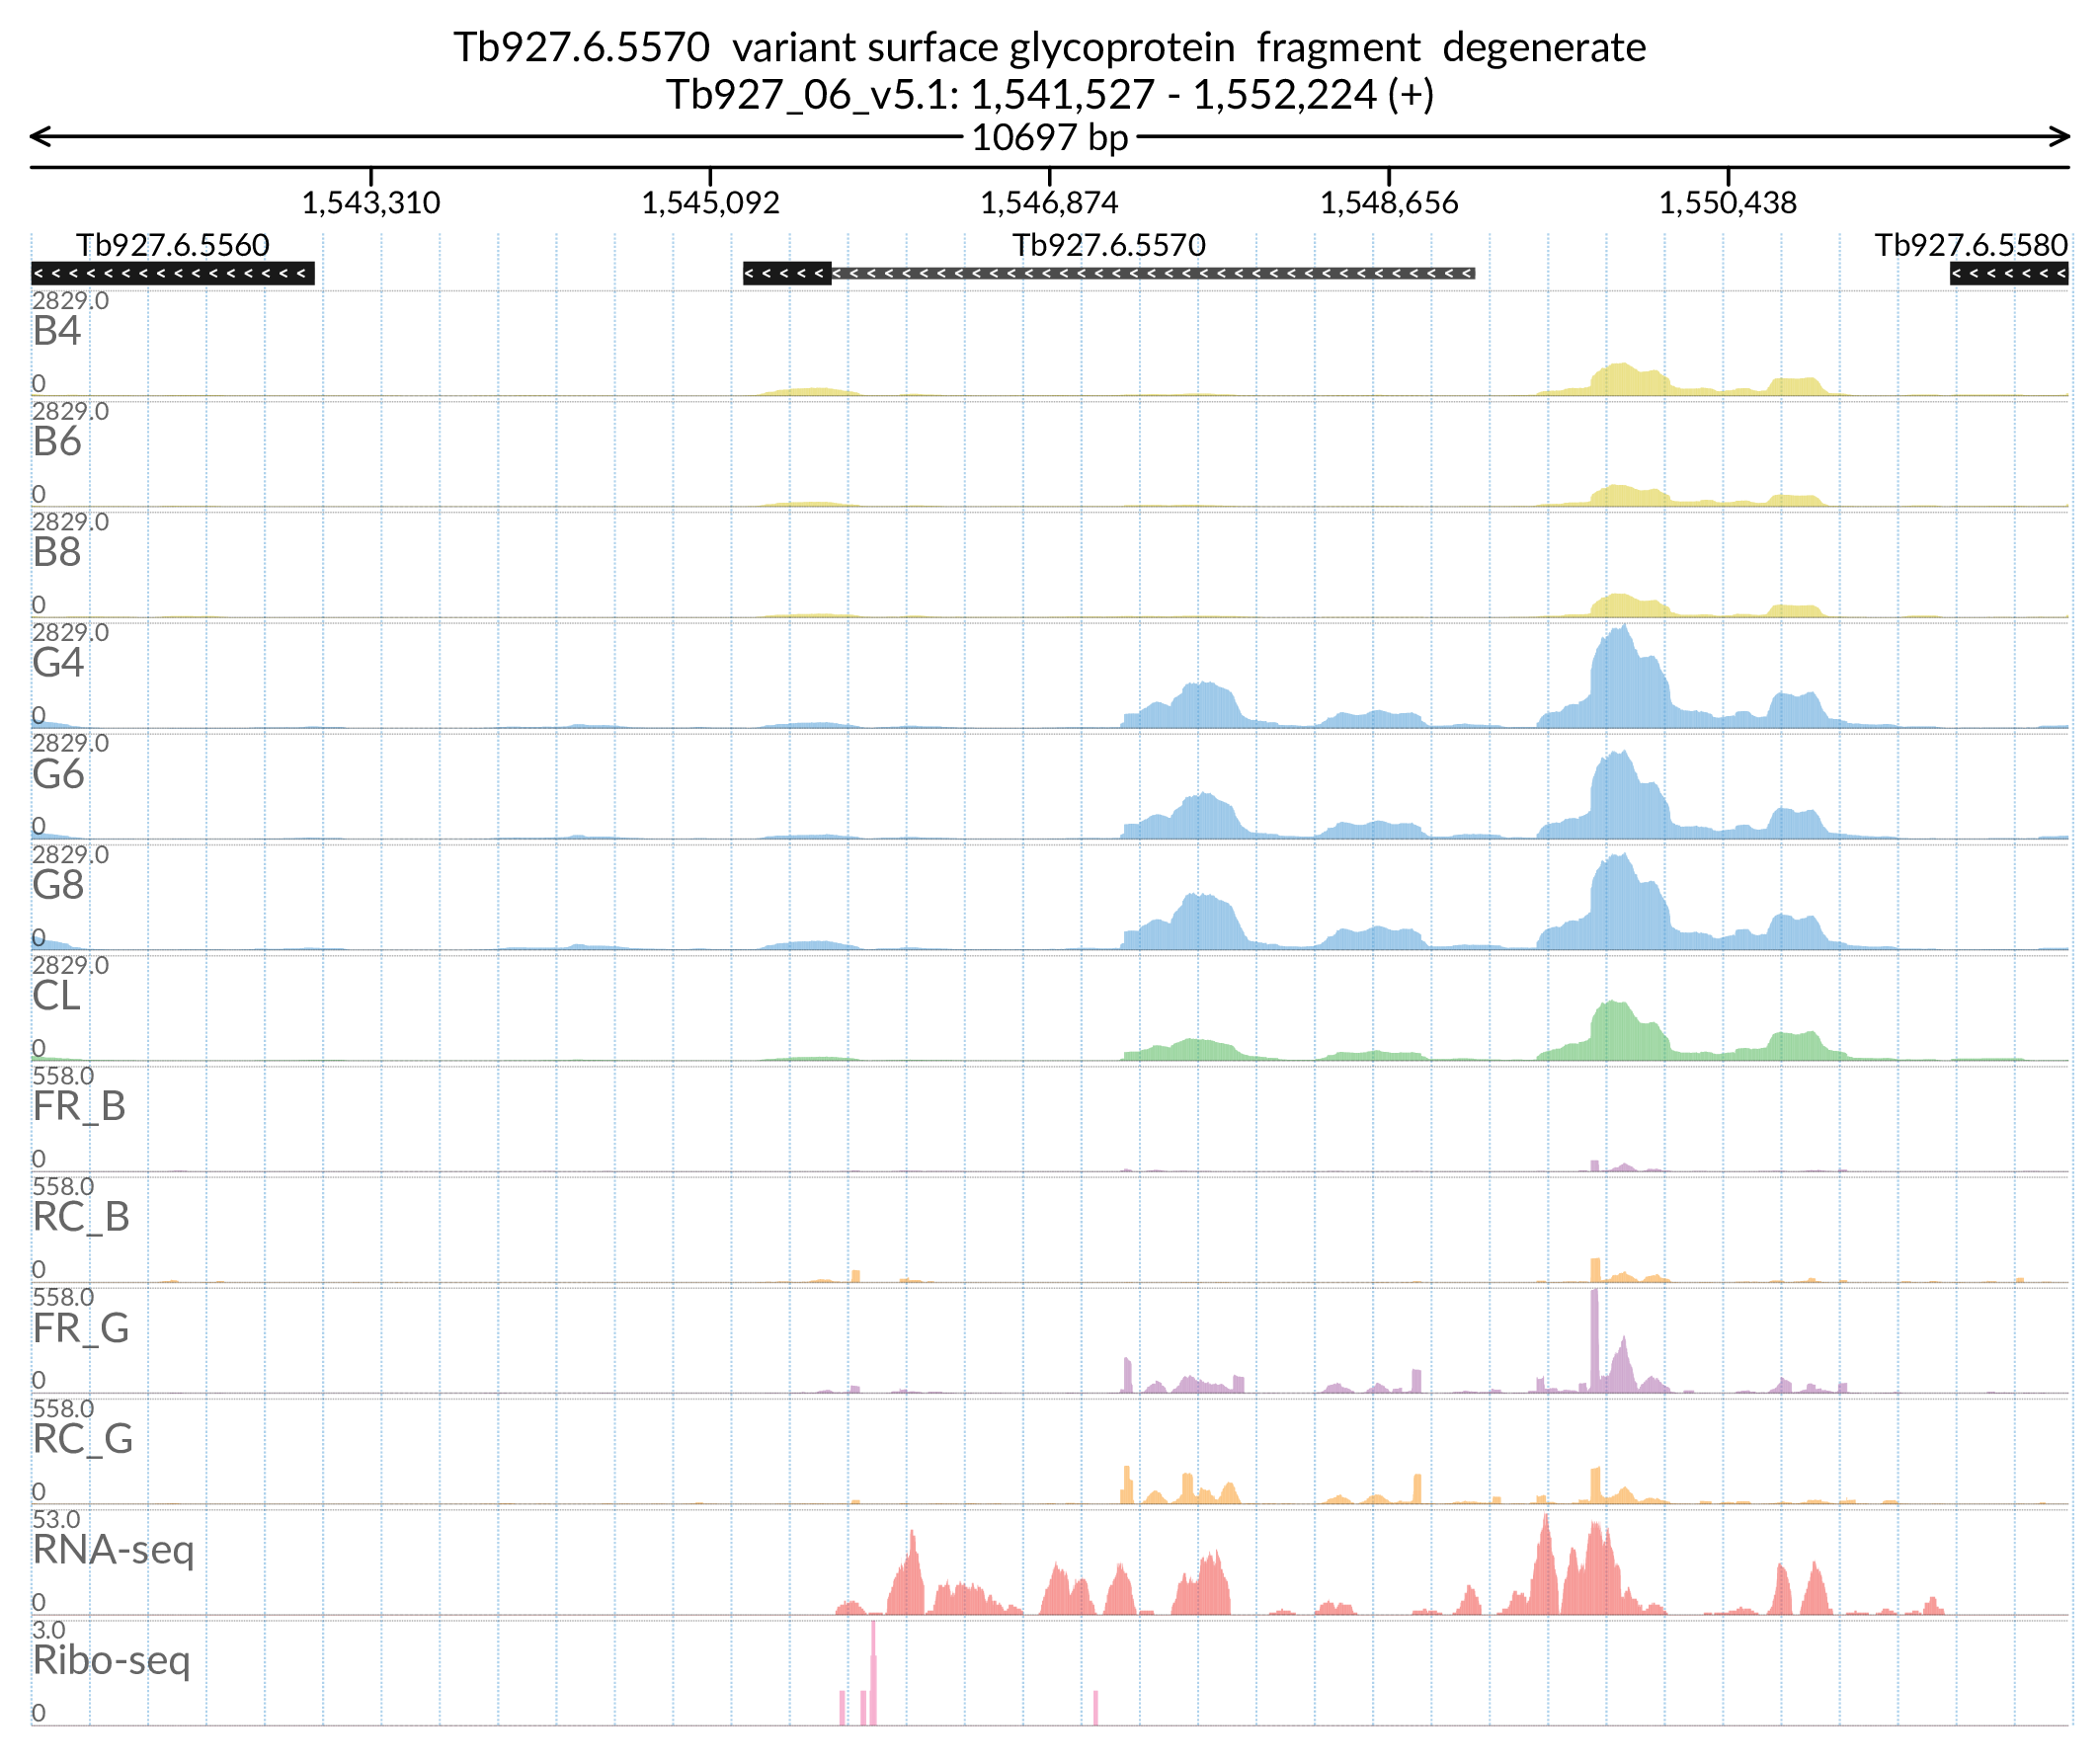 Tb927.6.5570 variant surface glycoprotein fragment degenerate
Tb927_06_v5.1: 1,541,527 - 1,552,224 (+)
10697 bp
1,543,310 1,545,092 1,546,874 1,548,656 1,550,438
Tb927.6.5560 Tb927.6.5570 Tb927.6.5580
2829.0
B4
0
2829.0
B6
0
2829.0
B8
0
2829.0
G4
0
2829.0
G6
0
2829.0
G8
0
2829.0
CL
0
558.0
FR_B
0
558.0
RC_B
0
558.0
FR_G
0
558.0
RC_G
0
53.0
RNA-seq
0
3.0
Ribo-seq
0